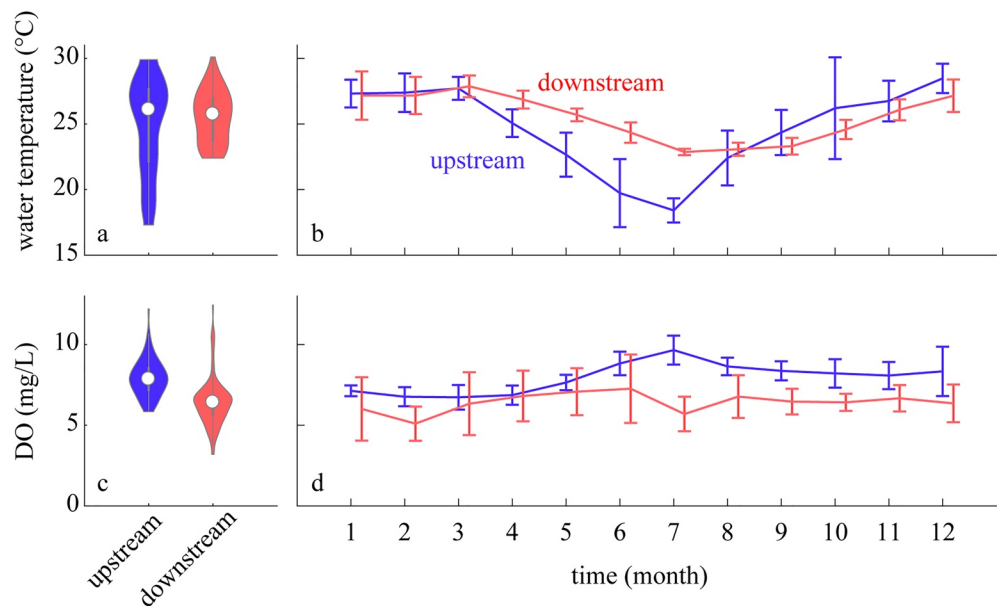 water temperature (°C)
30
25
20
15
a
downstream
upstream
b
DO (mg/L)
10
5
0
c
d
upstream
downstream
1 2 3 4 5 6 7 8 9 10 11 12
time (month)